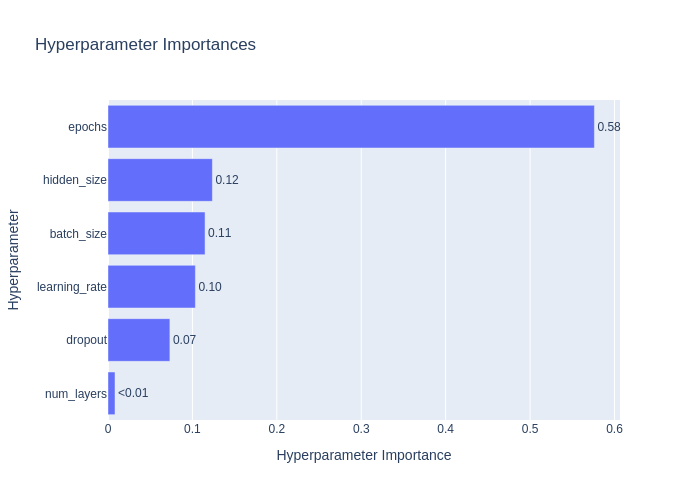 Hyperparameter Importances
epochs
0.58
hidden_size
0.12
batch_size
0.11
learning_rate
0.10
dropout
0.07
num_layers
<0.01
0
0.1
0.2
0.3
0.4
0.5
0.6
Hyperparameter Importance
Hyperparameter